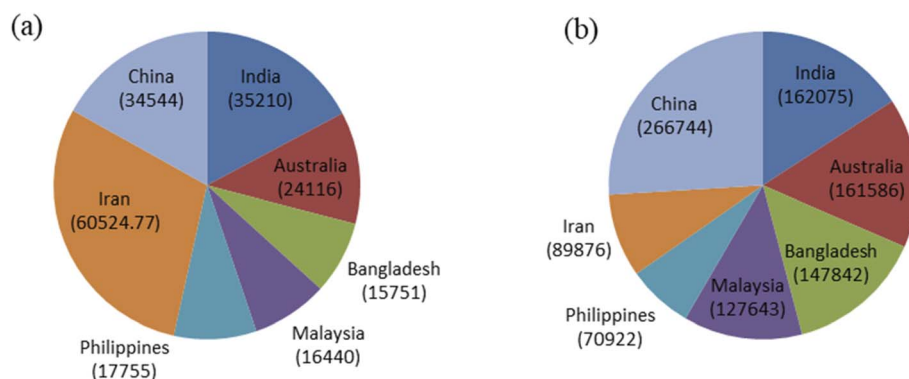 (a)
China
(34544)
India
(35210)
Australia
(24116)
Iran
(60524.77)
Bangladesh
(15751)
Malaysia
(16440)
Philippines
(17755)
(b)
India
(162075)
China
(266744)
Australia
(161586)
Iran
(89876)
Bangladesh
(147842)
Malaysia
(127643)
Philippines
(70922)